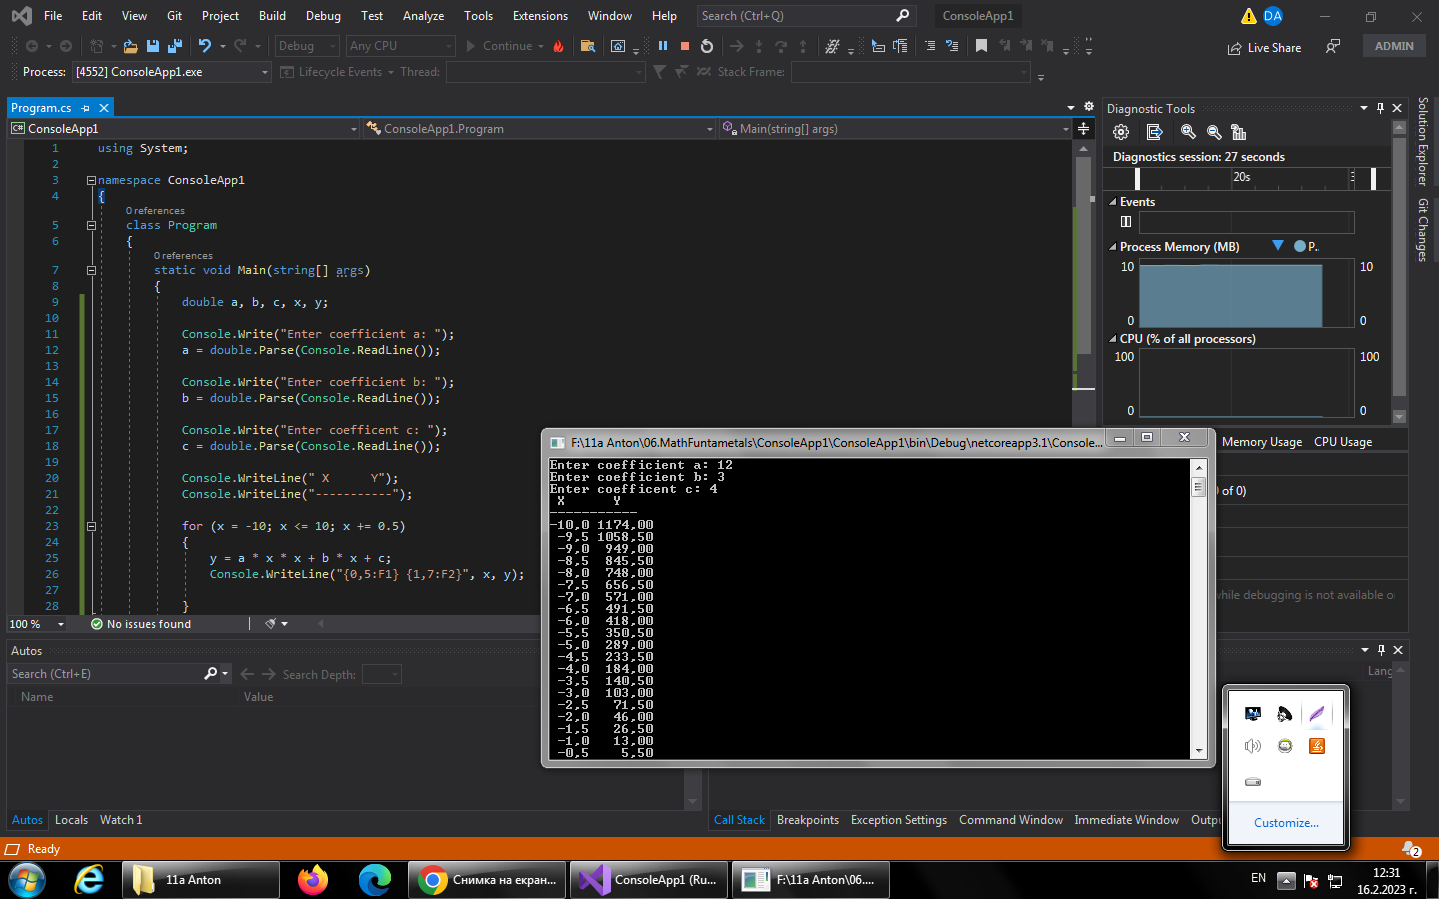 File Edit View Git Project Build Debug Test Analyze Tools Extensions Window Help Search (Ctrl+Q) ConsoleApp1 DA
Debug Any CPU Continue Live Share ADMIN
Process: [4552] ConsoleApp1.exe Lifecycle Events Thread: Stack Frame:
Program.cs
ConsoleApp1 ConsoleApp1.Program Main(string[] args)
1 using System;
2
3 namespace ConsoleApp1
4 {
0 references
5 class Program
6 {
0 references
7 static void Main(string[] args)
8 {
9 double a, b, c, x, y;
10
11 Console.Write("Enter coefficient a: ");
12 a = double.Parse(Console.ReadLine());
13
14 Console.Write("Enter coefficient b: ");
15 b = double.Parse(Console.ReadLine());
16
17 Console.Write("Enter coefficent c: ");
18 c = double.Parse(Console.ReadLine());
19
20 Console.WriteLine(" X      Y");
21 Console.WriteLine("-----------");
22
23 for (x = -10; x <= 10; x += 0.5)
24 {
25 y = a * x * x + b * x + c;
26 Console.WriteLine("{0,5:F1} {1,7:F2}", x, y);
27
28 }
100 % No issues found
Diagnostic Tools
Diagnostics session: 27 seconds
20s
Events
Process Memory (MB) P..
10 10
0 0
CPU (% of all processors)
100 100
0 0
Memory Usage CPU Usage
0 of 0)
while debugging is not available
Solution Explorer
Git Changes
F:\11a Anton\06.MathFuntametals\ConsoleApp1\ConsoleApp1\bin\Debug\netcoreapp3.1\Console...
Enter coefficient a: 12
Enter coefficient b: 3
Enter coefficent c: 4
X      Y
-----------
-10,0 1174,00
-9,5 1058,50
-9,0 949,00
-8,5 845,50
-8,0 748,00
-7,5 656,50
-7,0 571,00
-6,5 491,50
-6,0 418,00
-5,5 350,50
-5,0 289,00
-4,5 233,50
-4,0 184,00
-3,5 140,50
-3,0 103,00
-2,5 71,50
-2,0 46,00
-1,5 26,50
-1,0 13,00
-0,5 5,50
Autos
Search (Ctrl+E) Search Depth:
Name Value
Lang
Autos Locals Watch 1
Call Stack Breakpoints Exception Settings Command Window Immediate Window Outp
Customize...
Ready 2
11a Anton Снимка на екран... ConsoleApp1 (Ru... F:\11a Anton\06.... EN 12:31
16.2.2023 г.